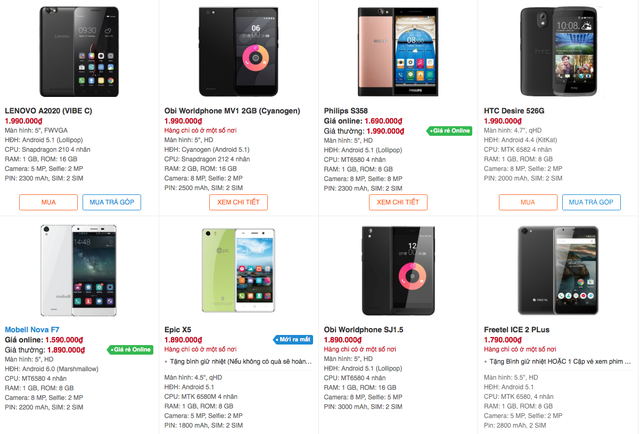 LENOVO A2020 (VIBE C)
1.990.000₫
Màn hình: 5", FWVGA
HĐH: Android 5.1 (Lollipop)
CPU: Snapdragon 210 4 nhân
RAM: 1 GB, ROM: 16 GB
Camera: 5 MP, Selfie: 2 MP
PIN: 2300 mAh, SIM: 2 SIM
MUA
MUA TRẢ GÓP
Obi Worldphone MV1 2GB (Cyanogen)
1.990.000₫
Hàng chỉ có ở một số nơi
Màn hình: 5", HD
HĐH: Cyanogen (Android 5.1)
CPU: Snapdragon 212 4 nhân
RAM: 2 GB, ROM: 16 GB
Camera: 8 MP, Selfie: 2 MP
PIN: 2500 mAh, SIM: 2 SIM
XEM CHI TIẾT
Philips S358
Giá online: 1.690.000₫
Giá thường: 1.990.000₫
Giá rẻ Online
Màn hình: 5", HD
HĐH: Android 5.1 (Lollipop)
CPU: MT6580 4 nhân
RAM: 1 GB, ROM: 8 GB
Camera: 8 MP, Selfie: 8 MP
PIN: 2300 mAh, SIM: 2 SIM
XEM CHI TIẾT
HTC Desire 526G
1.990.000₫
Màn hình: 4.7", qHD
HĐH: Android 4.4 (KitKat)
CPU: MTK 6582 4 nhân
RAM: 1 GB, ROM: 8 GB
Camera: 8 MP, Selfie: 2 MP
PIN: 2000 mAh, SIM: 2 SIM
MUA
MUA TRẢ GÓP
Mobell Nova F7
Giá online: 1.590.000₫
Giá thường: 1.890.000₫
Giá rẻ Online
Màn hình: 5", HD
HĐH: Android 6.0 (Marshmallow)
CPU: MT6580 4 nhân
RAM: 1 GB, ROM: 8 GB
Camera: 8 MP, Selfie: 2 MP
PIN: 2200 mAh, SIM: 2 SIM
Epic X5
1.890.000₫
Mới ra mắt
Hàng chỉ có ở một số nơi
• Tặng bình giữ nhiệt (Nếu không có quà sẽ hoàn...
Màn hình: 4.5", qHD
HĐH: Android 5.1
CPU: MTK 6580M 4 nhân
RAM: 1 GB, ROM: 8 GB
Camera: 5 MP, Selfie: 2 MP
PIN: 1800 mAh, SIM: 2 SIM
Obi Worldphone SJ1.5
1.890.000₫
Hàng chỉ có ở một số nơi
Màn hình: 5", HD
HĐH: Android 5.1 (Lollipop)
CPU: MT6580 4 nhân
RAM: 1 GB, ROM: 16 GB
Camera: 8 MP, Selfie: 5 MP
PIN: 3000 mAh, SIM: 2 SIM
Freetel ICE 2 PLus
1.790.000₫
Hàng chỉ có ở một số nơi
• Tặng Bình giữ nhiệt HOẶC 1 Cặp vé xem phim ...
Màn hình: 5.5", HD
HĐH: Android 5.1
CPU: MTK 6580, 4 nhân
RAM: 1 GB, ROM: 8 GB
Camera: 5 MP, Selfie: 2 MP
PIN: 2800 mAh, SIM: 2 SIM